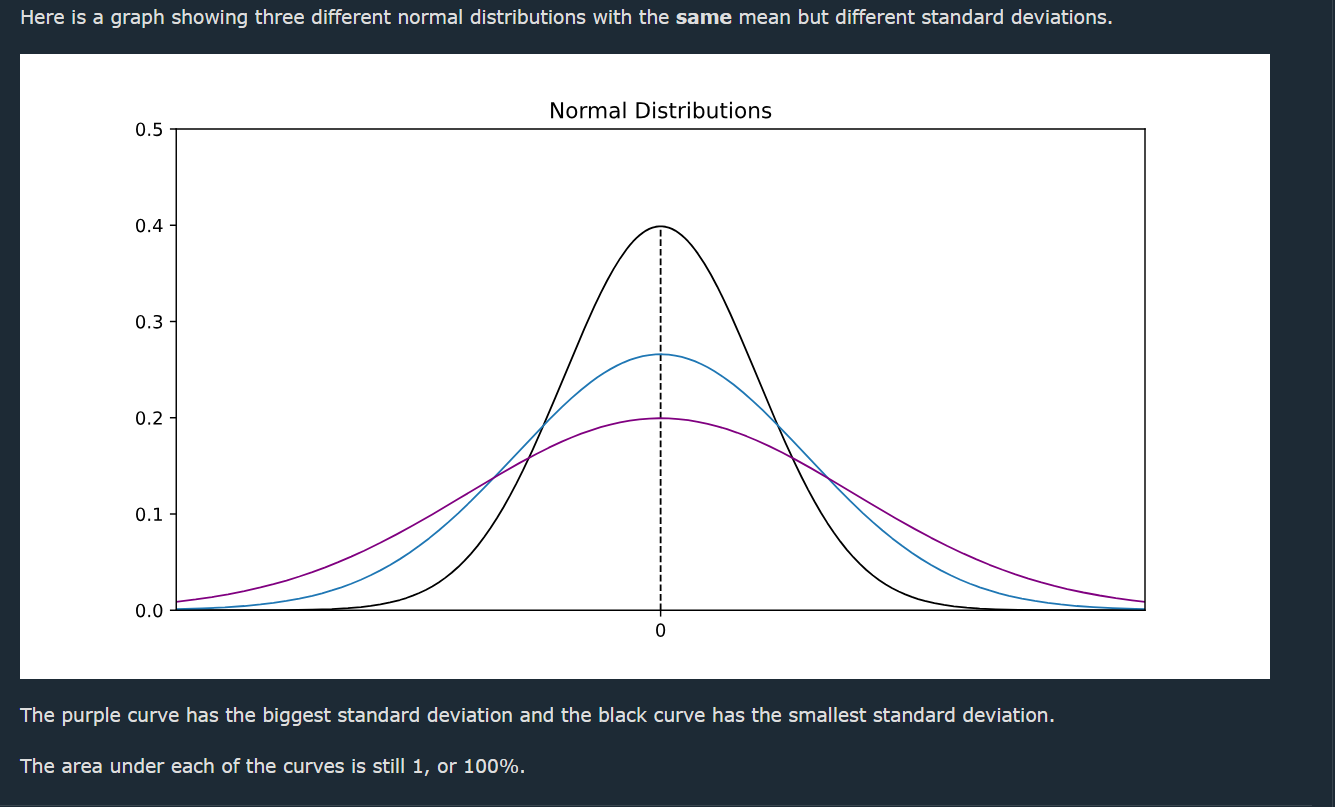 Here is a graph showing three different normal distributions with the same mean but different standard deviations.
Normal Distributions
0.5
0.4
0.3
0.2
0.1
0.0
0
The purple curve has the biggest standard deviation and the black curve has the smallest standard deviation.
The area under each of the curves is still 1, or 100%.